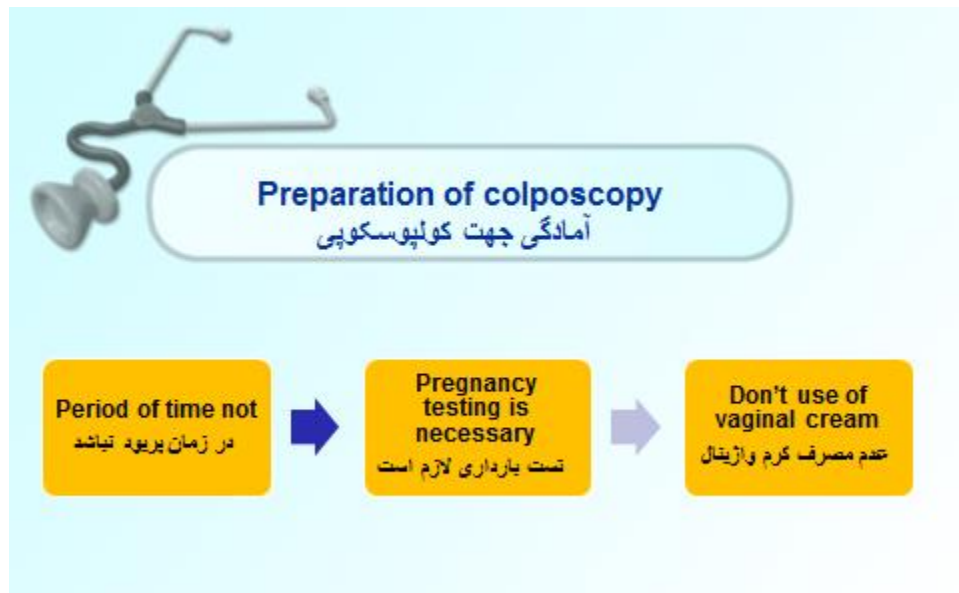 Preparation of colposcopy
آمادگی جهت کولپوسکوپی
Period of time not
در زمان پریود نباشد
Pregnancy
testing is
necessary
تست بارداری لازم است
Don't use of
vaginal cream
عدم مصرف کرم واژینال